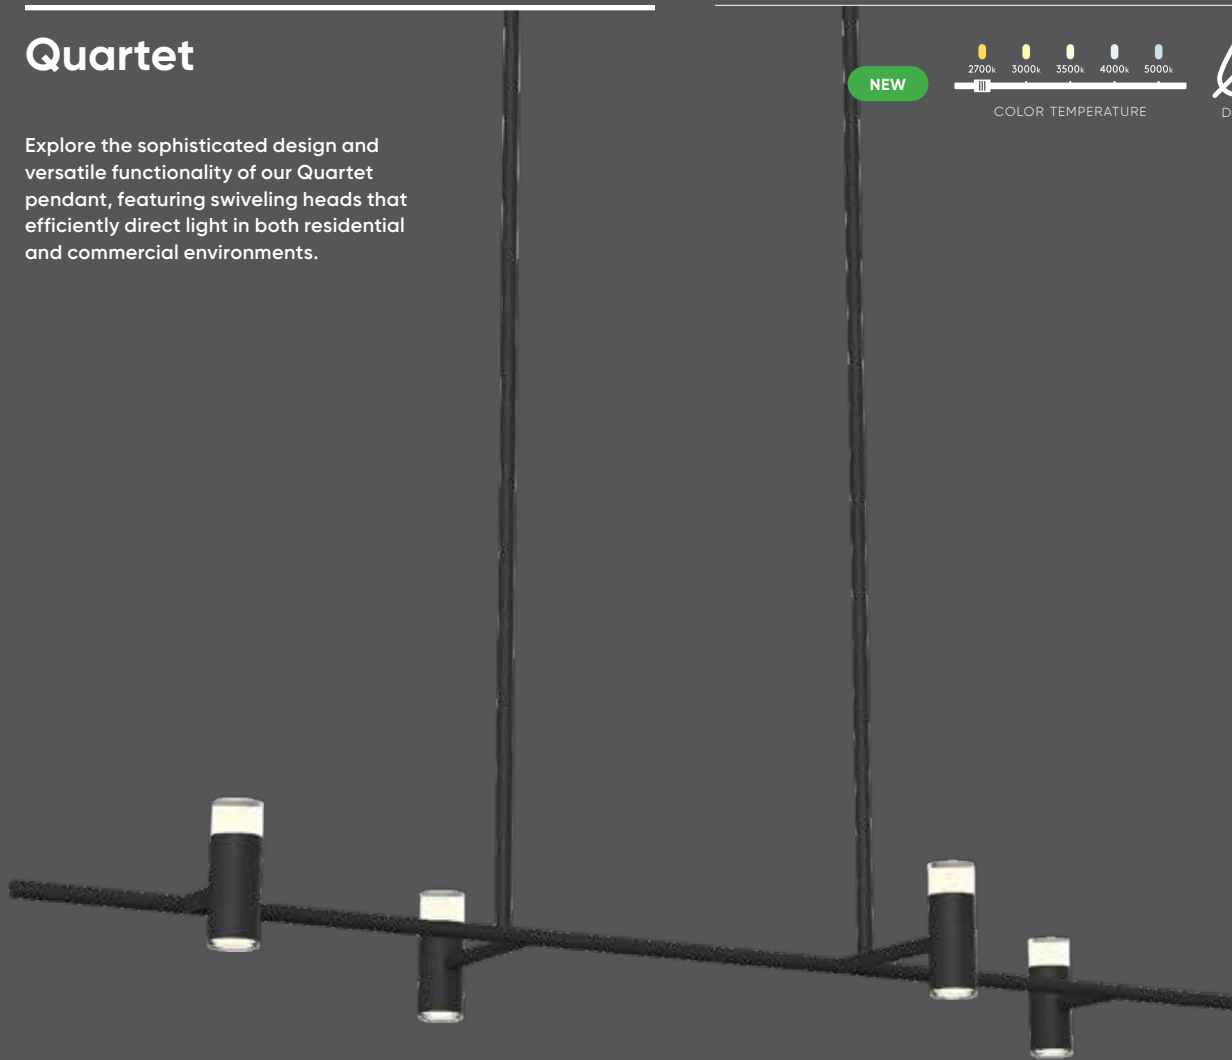 Quartet
Explore the sophisticated design and
versatile functionality of our Quartet
pendant, featuring swiveling heads that
efficiently direct light in both residential
and commercial environments.
NEW
2700k 3000k 3500k 4000k 5000k
COLOR TEMPERATURE
D